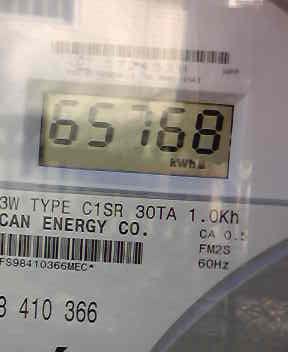 65768
kWh
3W TYPE C1SR 30TA 1.0Kh
CAN ENERGY CO.
CA 0.5
FS98410366MEC*
FM2S
60Hz
8 410 366